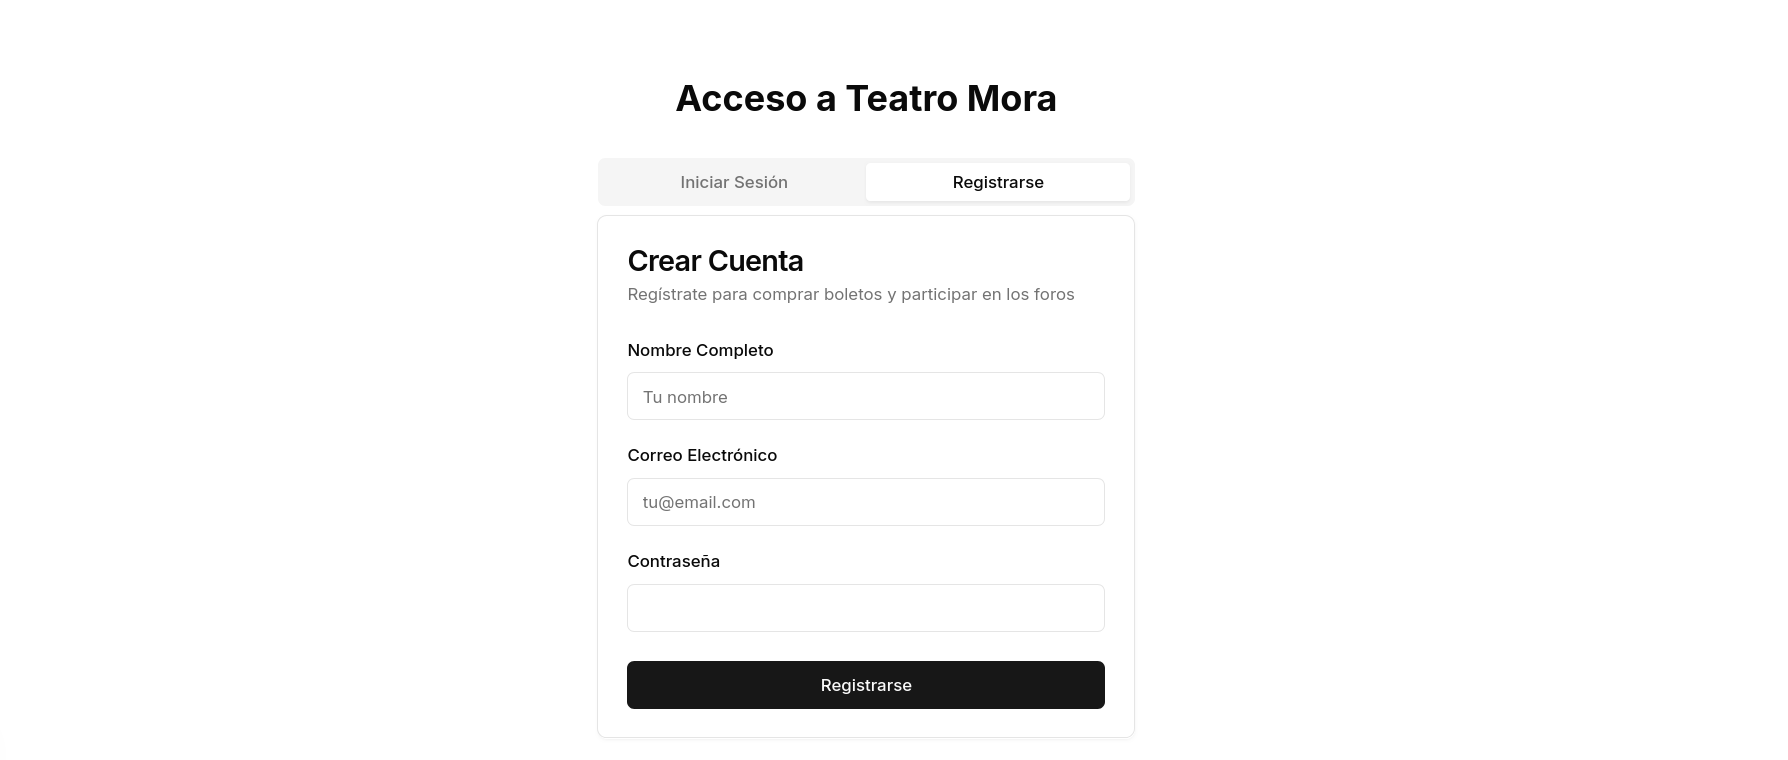 Acceso a Teatro Mora
Iniciar Sesión
Registrarse
Crear Cuenta
Regístrate para comprar boletos y participar en los foros
Nombre Completo
Tu nombre
Correo Electrónico
tu@email.com
Contraseña
Registrarse